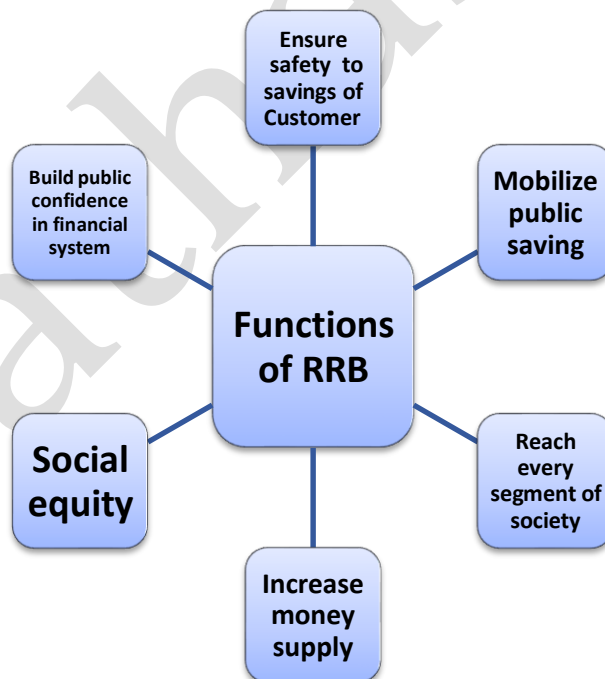 Ensure
safety to
savings of
Customer
Build public
confidence
in financial
system
Mobilize
public
saving
Functions
of RRB
Social
equity
Reach
every
segment of
society
Increase
money
supply